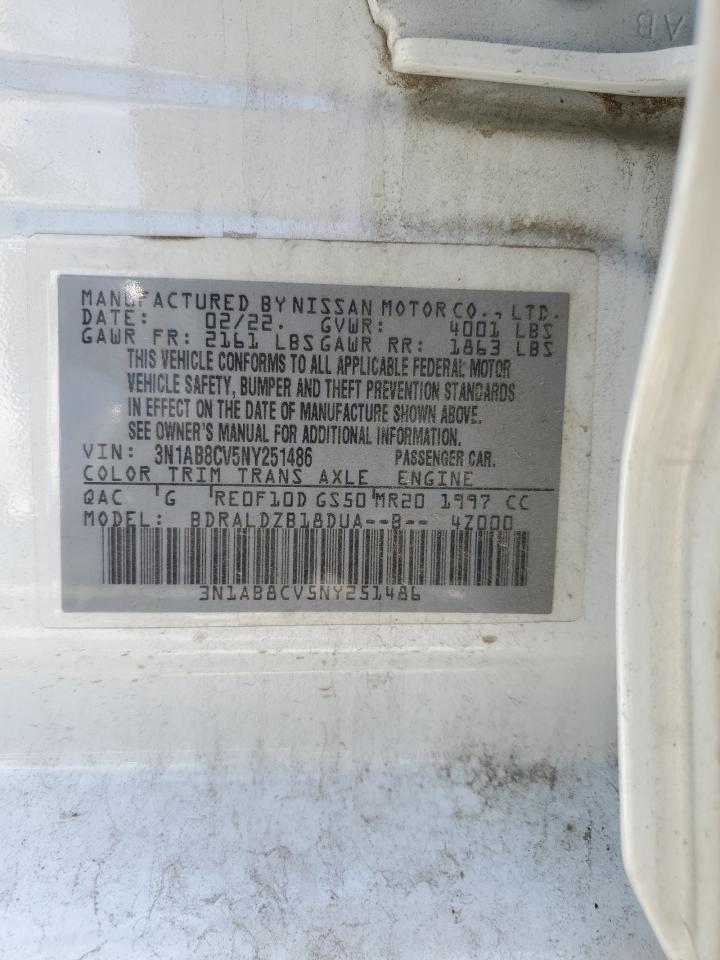 AB
MANUFACTURED BY NISSAN MOTOR CO., LTD.
DATE: 02/22. GVWR: 4001 LBS
GAWR FR: 2161 LBS GAWR RR: 1863 LBS
THIS VEHICLE CONFORMS TO ALL APPLICABLE FEDERAL MOTOR
VEHICLE SAFETY, BUMPER AND THEFT PREVENTION STANDARDS
IN EFFECT ON THE DATE OF MANUFACTURE SHOWN ABOVE.
SEE OWNER'S MANUAL FOR ADDITIONAL INFORMATION.
VIN: 3N1AB8CV5NY251486 PASSENGER CAR.
COLOR TRIM TRANS AXLE ENGINE
QAC G RE0F10D GS50 MR20 1997 CC
MODEL: BDRALDZB18DUA--B-- 4Z000
3N1AB8CV5NY251486